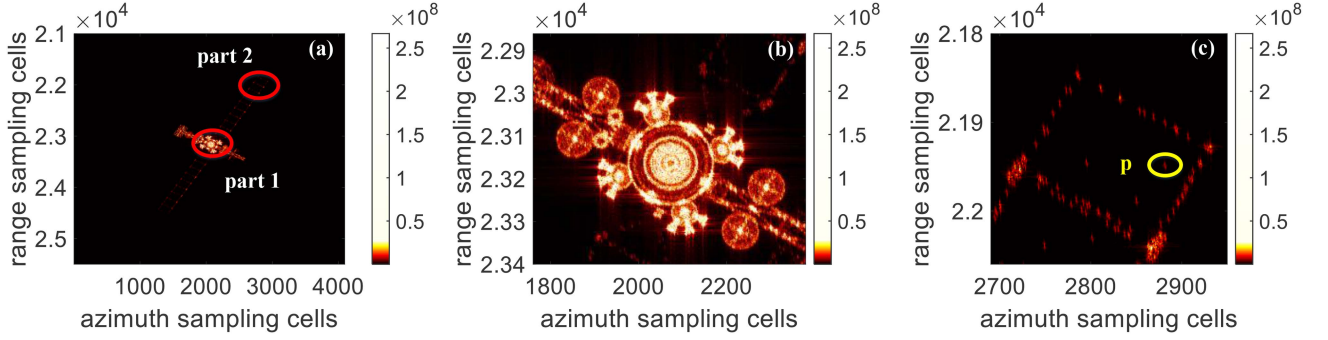 ×10⁴
2.1
2.2
2.3
2.4
2.5
range sampling cells
1000 2000 3000 4000
azimuth sampling cells
part 2
part 1
(a)
×10⁸
2.5
2
1.5
1
0.5
×10⁴
2.29
2.3
2.31
2.32
2.33
2.34
range sampling cells
1800 2000 2200
azimuth sampling cells
(b)
×10⁸
2.5
2
1.5
1
0.5
×10⁴
2.18
2.19
2.2
range sampling cells
2700 2800 2900
azimuth sampling cells
p
(c)
×10⁸
2.5
2
1.5
1
0.5